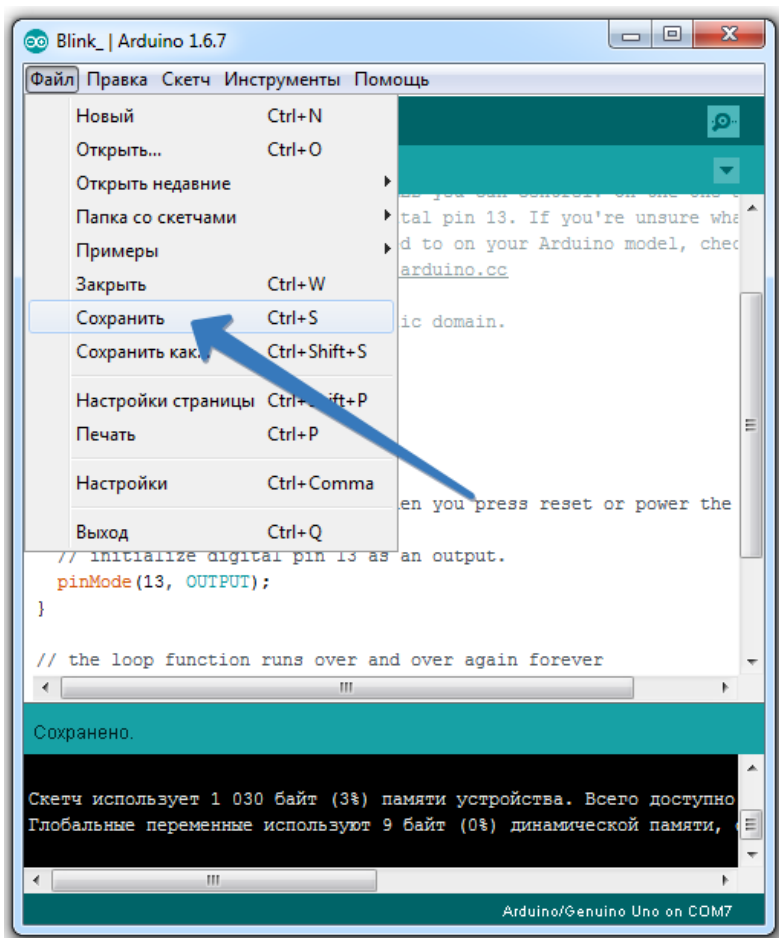 Blink_ | Arduino 1.6.7
Файл Правка Скетч Инструменты Помощь
Новый Ctrl+N
Открыть... Ctrl+O
Открыть недавние
Папка со скетчами
tal pin 13. If you're unsure wha
Примеры
d to on your Arduino model, chec
Закрыть Ctrl+W
arduino.cc
Сохранить Ctrl+S
ic domain.
Сохранить как... Ctrl+Shift+S
Настройки страницы Ctrl+Shift+P
Печать Ctrl+P
Настройки Ctrl+Comma
en you press reset or power the
Выход Ctrl+Q
// initialize digital pin 13 as an output.
pinMode(13, OUTPUT);
}
// the loop function runs over and over again forever
Сохранено.
Скетч использует 1 030 байт (3%) памяти устройства. Всего доступно
Глобальные переменные используют 9 байт (0%) динамической памяти,
Arduino/Genuino Uno on COM7